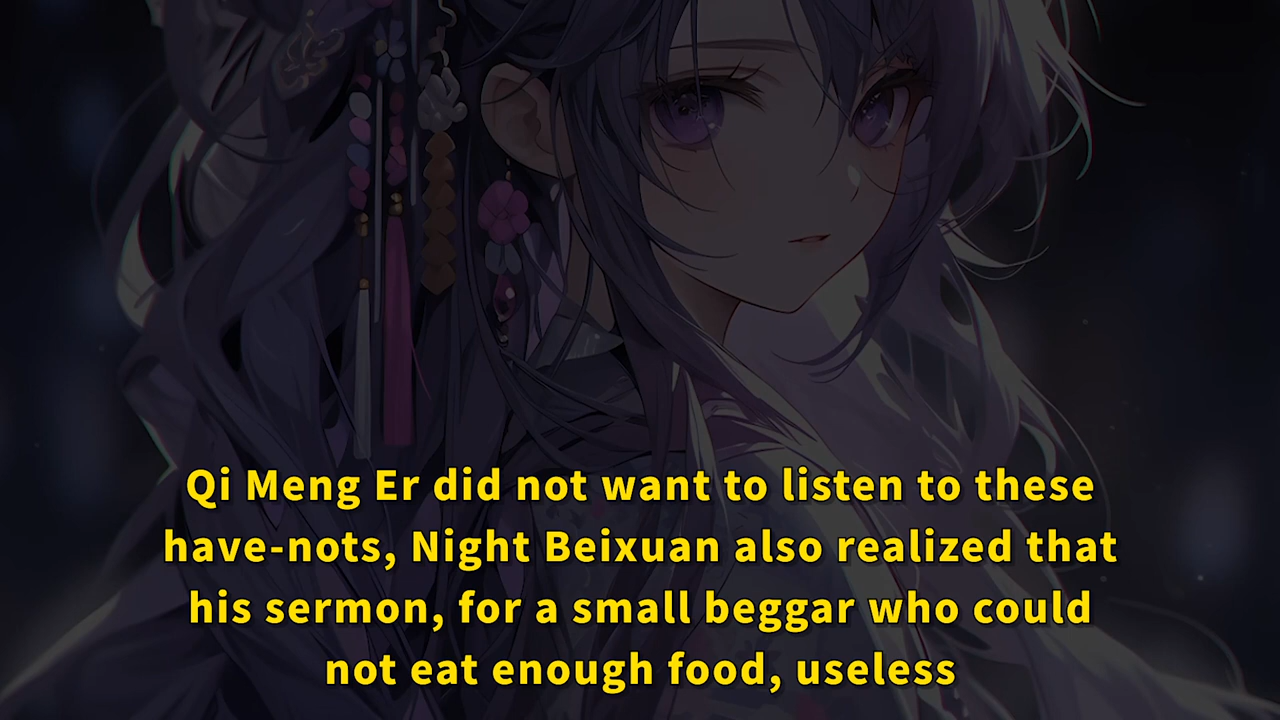 Qi Meng Er did not want to listen to these
have-nots, Night Beixuan also realized that
his sermon, for a small beggar who could
not eat enough food, useless